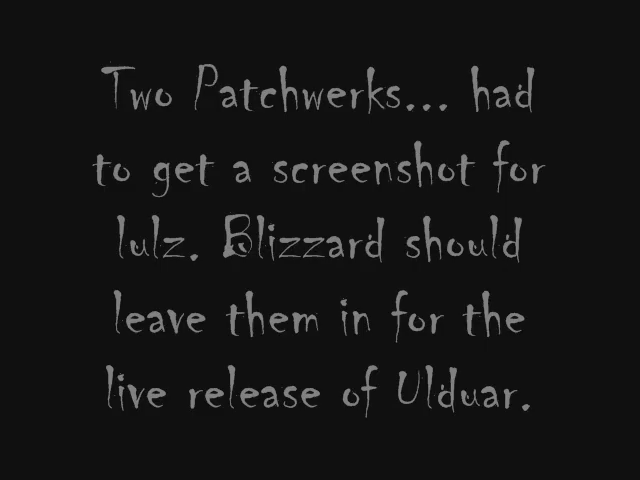 Two Patchwerks... had
to get a screenshot for
lulz. Blizzard should
leave them in for the
live release of Ulduar.